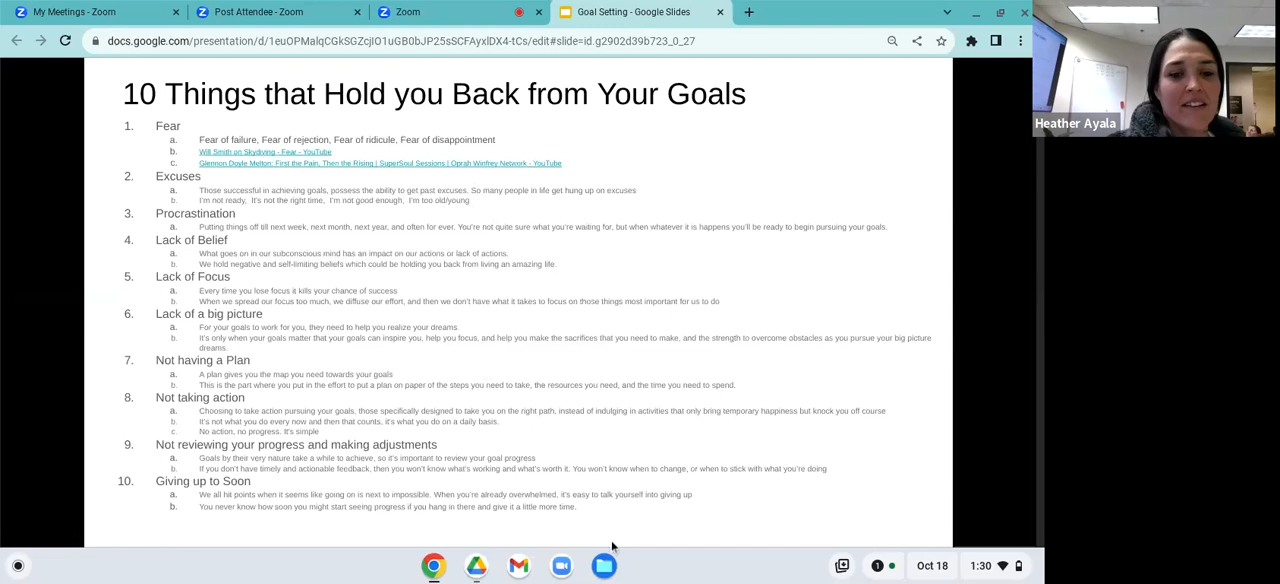 My Meetings - Zoom
Post Attendee - Zoom
Zoom
Goal Setting - Google Slides
docs.google.com/presentation/d/1euOPMalqCGkSGZcjIO1uGB0bJP25sSCFAyxlDX4-tCs/edit#slide=id.g2902d39b723_0_27
Heather Ayala
10 Things that Hold you Back from Your Goals
1. Fear
a. Fear of failure, Fear of rejection, Fear of ridicule, Fear of disappointment
b. Will Smith on Skydiving - Fear - YouTube
c. Glennon Doyle Melton: First the Pain, Then the Rising | SuperSoul Sessions | Oprah Winfrey Network - YouTube
2. Excuses
a. Those successful in achieving goals, possess the ability to get past excuses. So many people in life get hung up on excuses
b. I'm not ready, It's not the right time, I'm not good enough, I'm too old/young
3. Procrastination
a. Putting things off till next week, next month, next year, and often for ever. You're not quite sure what you're waiting for, but when whatever it is happens you'll be ready to begin pursuing your goals.
4. Lack of Belief
a. What goes on in our subconscious mind has an impact on our actions or lack of actions.
b. We hold negative and self-limiting beliefs which could be holding you back from living an amazing life.
5. Lack of Focus
a. Every time you lose focus it kills your chance of success
b. When we spread our focus too much, we diffuse our effort, and then we don't have what it takes to focus on those things most important for us to do
6. Lack of a big picture
a. For your goals to work for you, they need to help you realize your dreams.
b. It's only when your goals matter that your goals can inspire you, help you focus, and help you make the sacrifices that you need to make, and the strength to overcome obstacles as you pursue your big picture
dreams.
7. Not having a Plan
a. A plan gives you the map you need towards your goals
b. This is the part where you put in the effort to put a plan on paper of the steps you need to take, the resources you need, and the time you need to spend.
8. Not taking action
a. Choosing to take action pursuing your goals, those specifically designed to take you on the right path, instead of indulging in activities that only bring temporary happiness but knock you off course
b. It's not what you do every now and then that counts, it's what you do on a daily basis.
c. No action, no progress. It's simple
9. Not reviewing your progress and making adjustments
a. Goals by their very nature take a while to achieve, so it's important to review your goal progress
b. If you don't have timely and actionable feedback, then you won't know what's working and what's worth it. You won't know when to change, or when to stick with what you're doing
10. Giving up to Soon
a. We all hit points when it seems like going on is next to impossible. When you're already overwhelmed, it's easy to talk yourself into giving up
b. You never know how soon you might start seeing progress if you hang in there and give it a little more time.
1
Oct 18
1:30